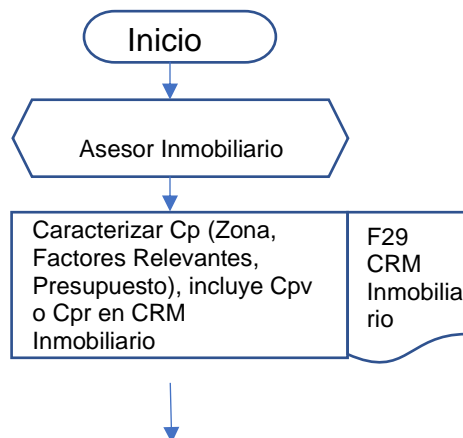 Inicio
Asesor Inmobiliario
Caracterizar Cp (Zona,
Factores Relevantes,
Presupuesto), incluye Cpv
o Cpr en CRM
Inmobiliario
F29
CRM
Inmobilia
rio